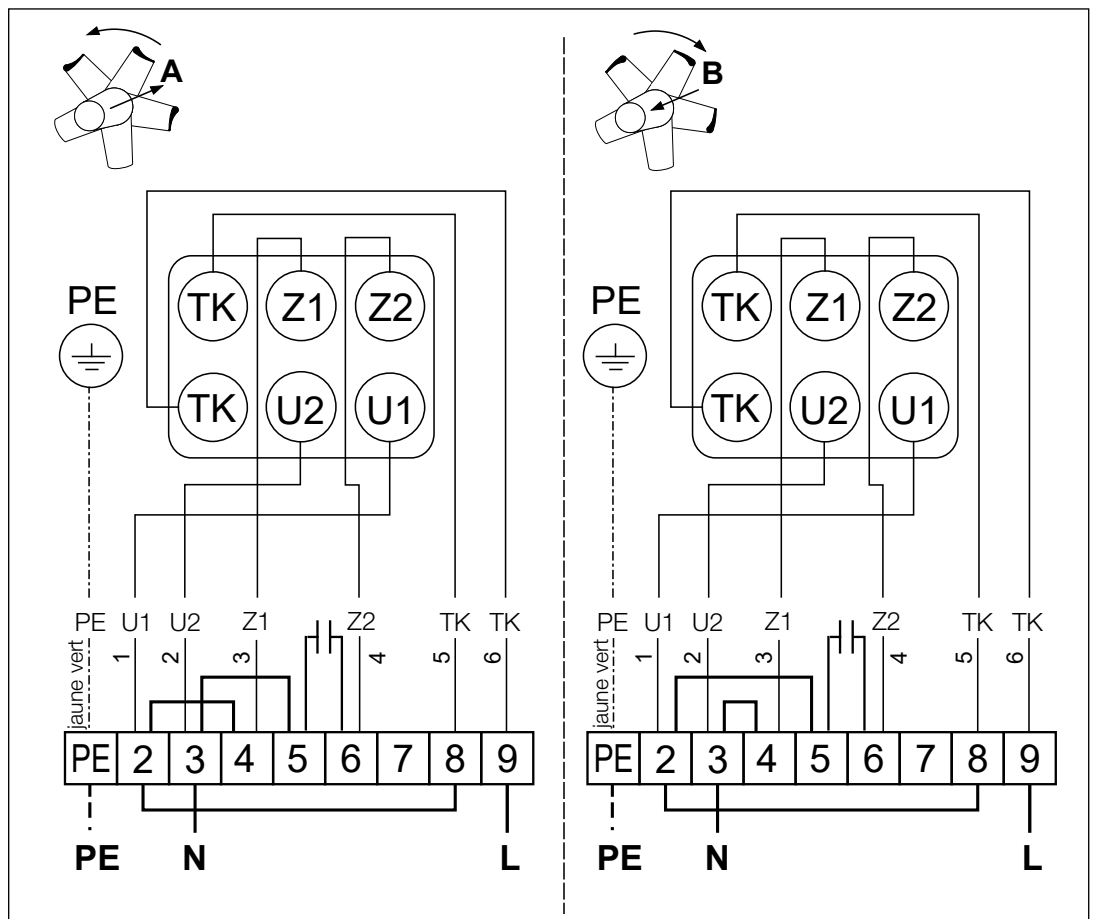 A
PE
TK Z1 Z2
TK U2 U1
PE U1 U2 Z1 Z2 TK TK
jaune vert 1 2 3 4 5 6
PE 2 3 4 5 6 7 8 9
PE N L
B
PE
TK Z1 Z2
TK U2 U1
PE U1 U2 Z1 Z2 TK TK
jaune vert 1 2 3 4 5 6
PE 2 3 4 5 6 7 8 9
PE N L